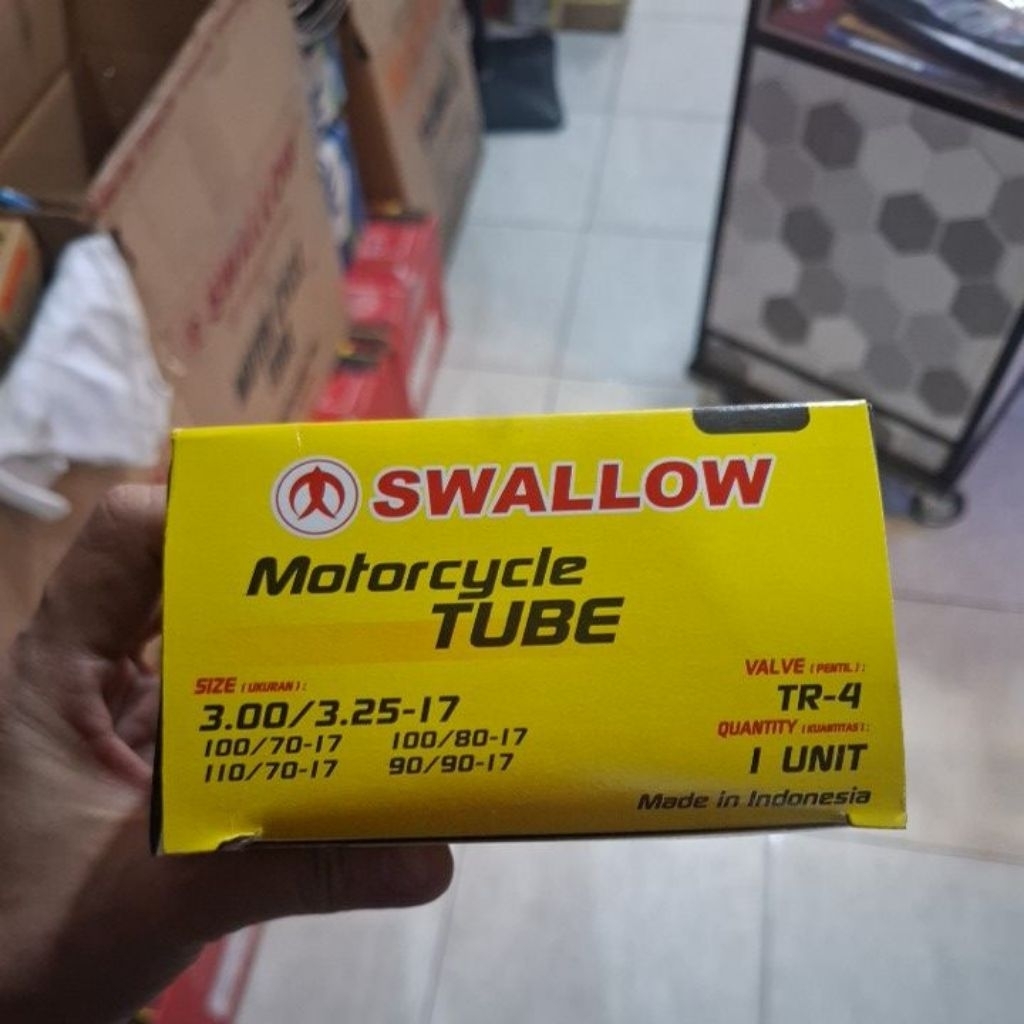 SWALLOW
SWALLOW
Motorcycle
TUBE
SIZE (UKURAN):
3.00/3.25-17
100/70-17 100/80-17
110/70-17 90/90-17
VALVE (PENTIL):
TR-4
QUANTITY (KUANTITAS):
1 UNIT
Made in Indonesia